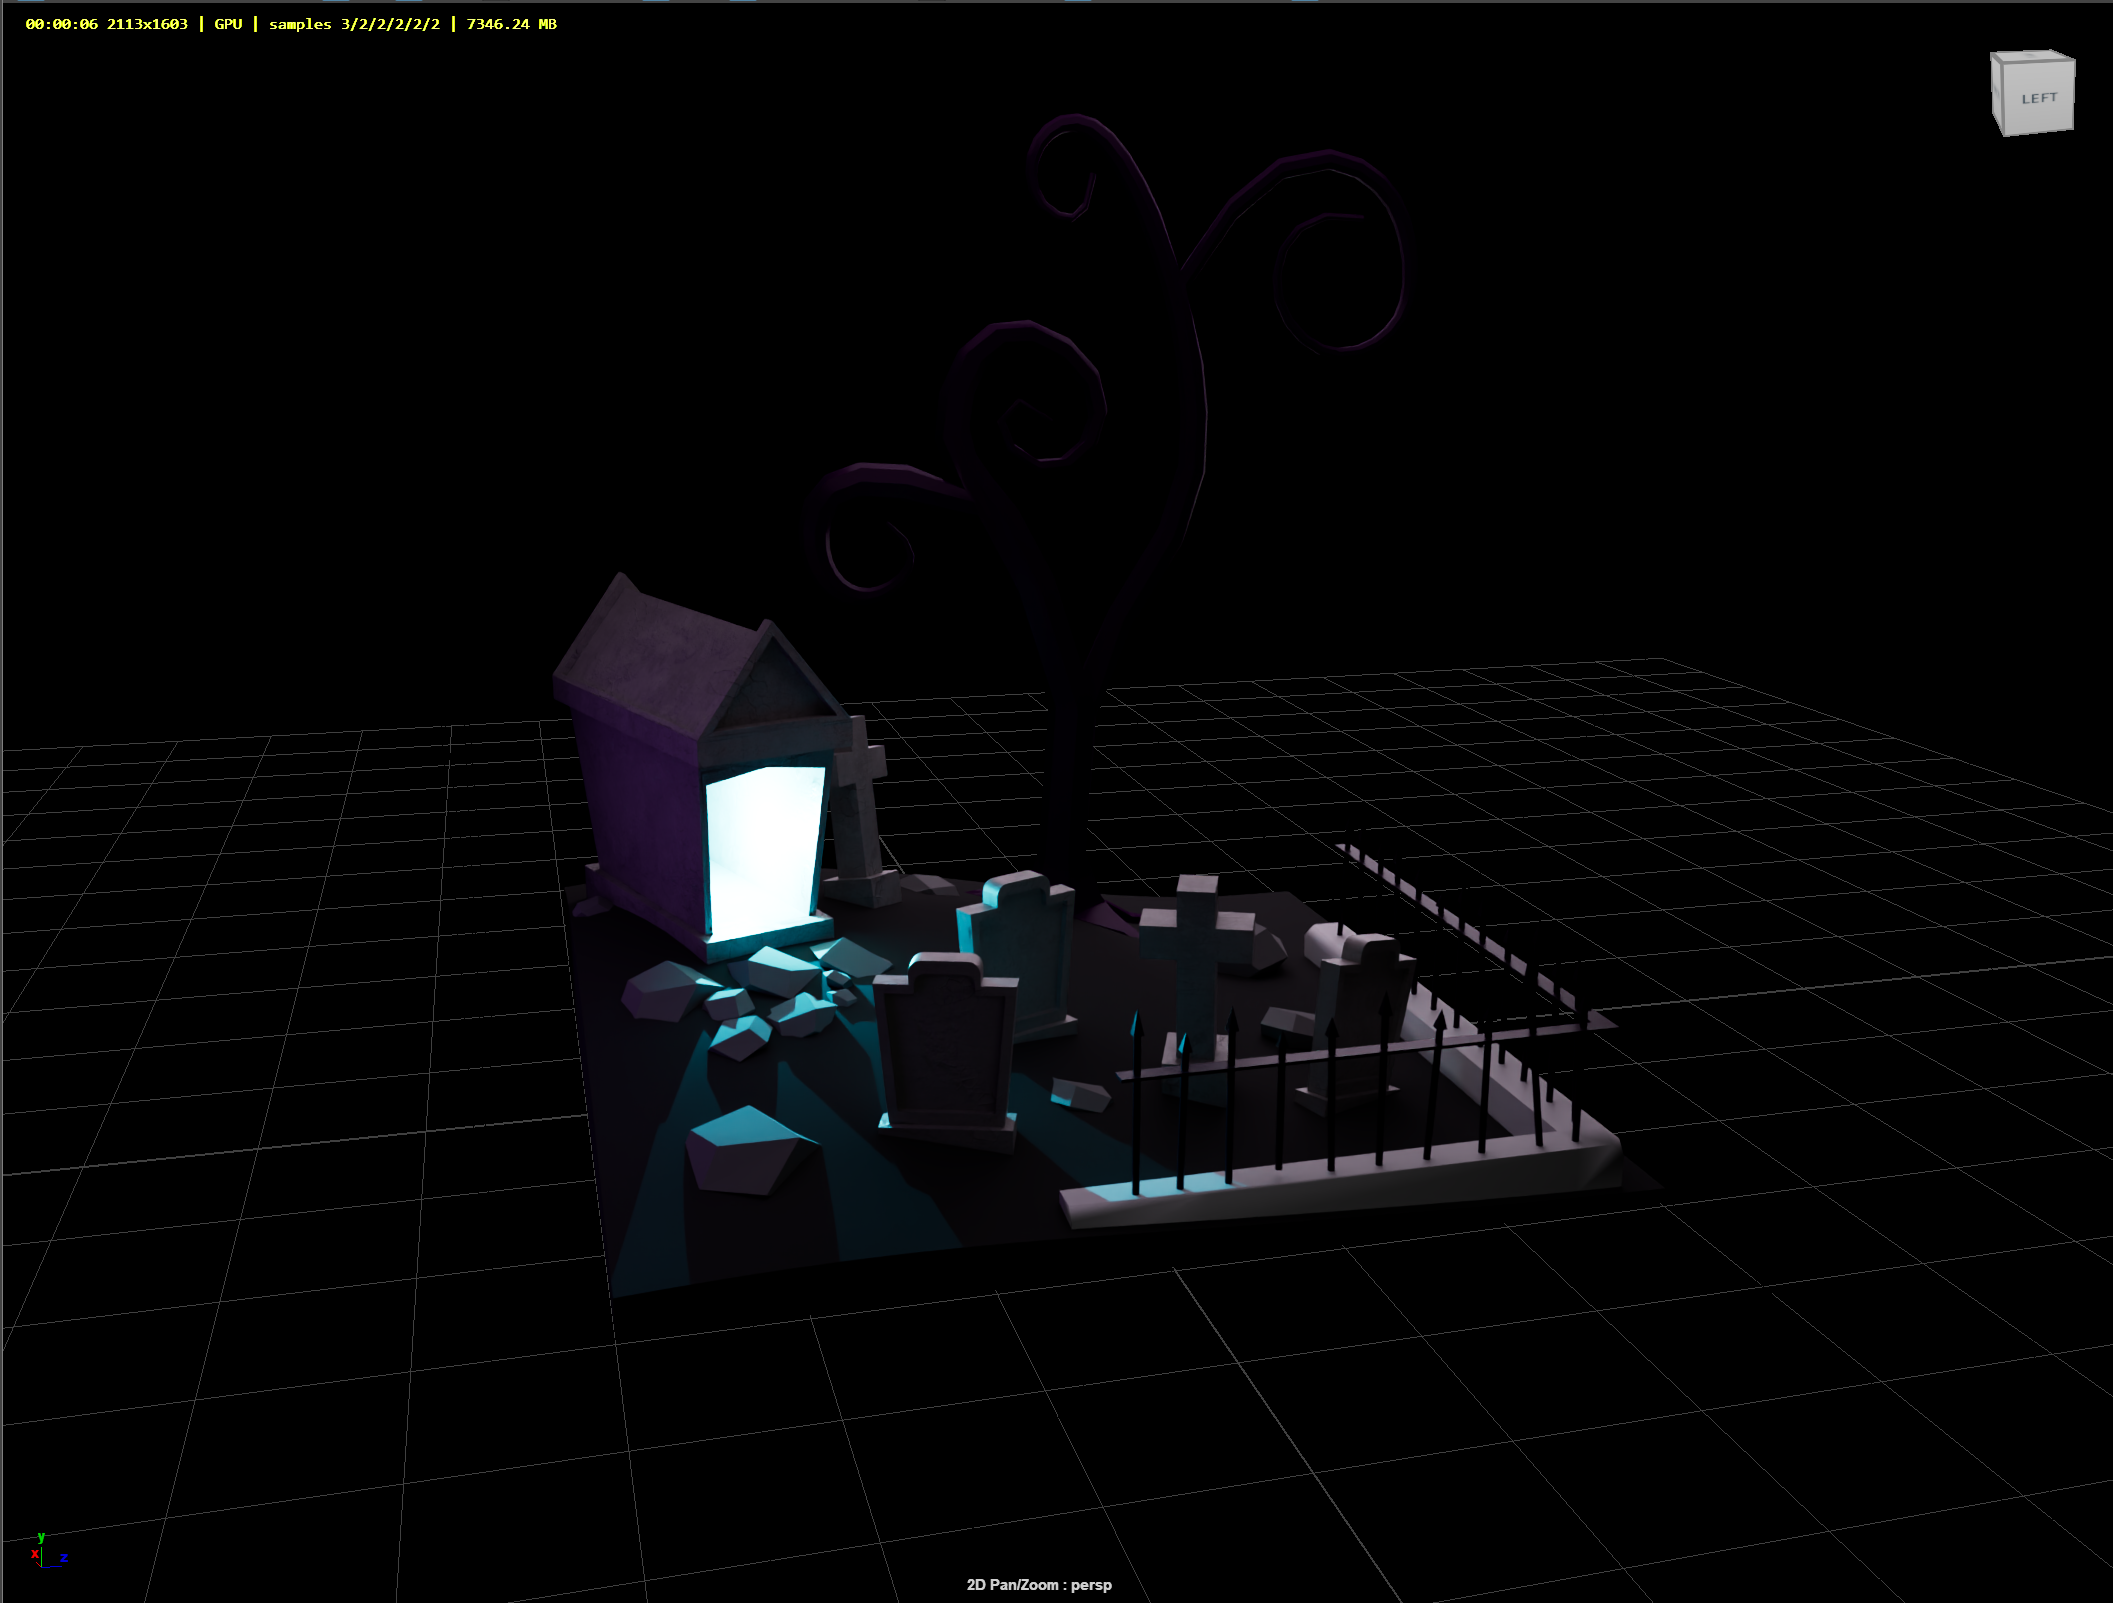 00:00:06 2113x1603 | GPU | samples 3/2/2/2/2/2 | 7346.24 MB
LEFT
y
x
z
2D Pan/Zoom : persp